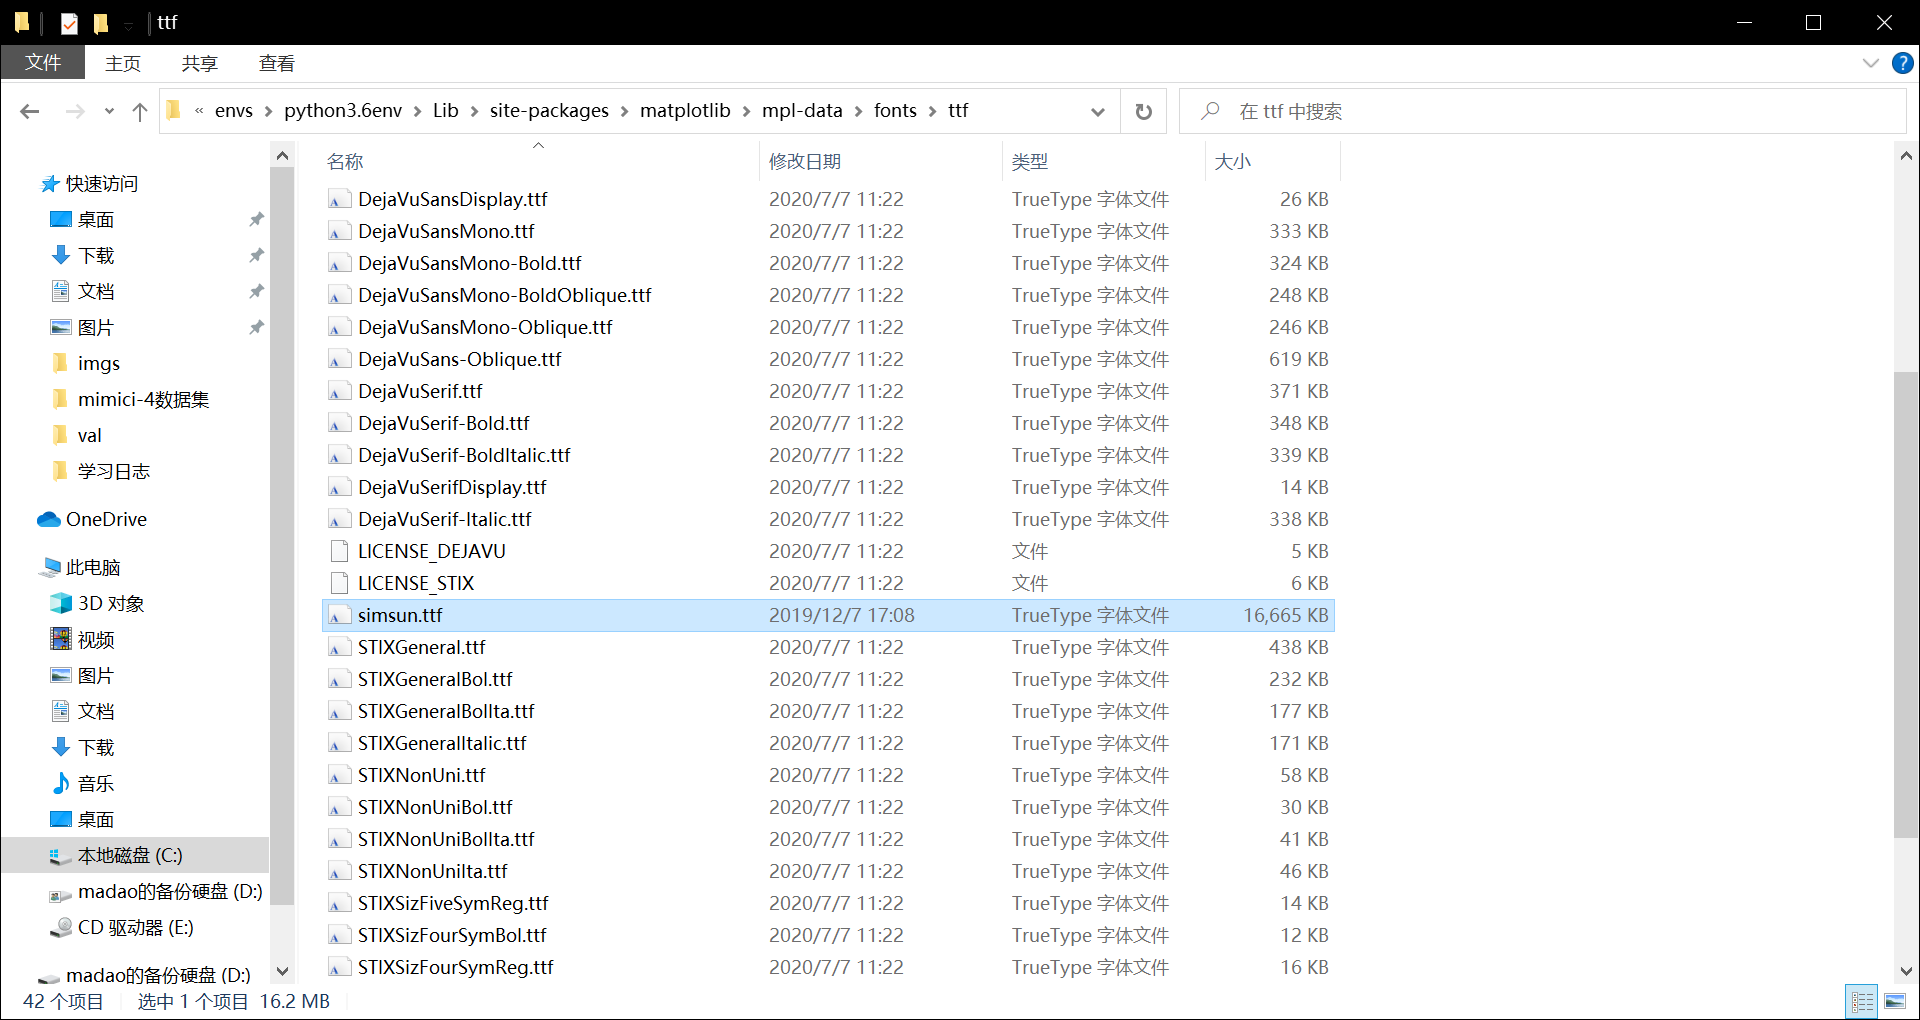 ttf
文件 主页 共享 查看 ?
« envs > python3.6env > Lib > site-packages > matplotlib > mpl-data > fonts > ttf 在 ttf 中搜索
快速访问
桌面
下载
文档
图片
imgs
mimici-4数据集
val
学习日志
OneDrive
此电脑
3D 对象
视频
图片
文档
下载
音乐
桌面
本地磁盘 (C:)
madao的备份硬盘 (D:)
CD 驱动器 (E:)
madao的备份硬盘 (D:)
名称 修改日期 类型 大小
DejaVuSansDisplay.ttf 2020/7/7 11:22 TrueType 字体文件 26 KB
DejaVuSansMono.ttf 2020/7/7 11:22 TrueType 字体文件 333 KB
DejaVuSansMono-Bold.ttf 2020/7/7 11:22 TrueType 字体文件 324 KB
DejaVuSansMono-BoldOblique.ttf 2020/7/7 11:22 TrueType 字体文件 248 KB
DejaVuSansMono-Oblique.ttf 2020/7/7 11:22 TrueType 字体文件 246 KB
DejaVuSans-Oblique.ttf 2020/7/7 11:22 TrueType 字体文件 619 KB
DejaVuSerif.ttf 2020/7/7 11:22 TrueType 字体文件 371 KB
DejaVuSerif-Bold.ttf 2020/7/7 11:22 TrueType 字体文件 348 KB
DejaVuSerif-BoldItalic.ttf 2020/7/7 11:22 TrueType 字体文件 339 KB
DejaVuSerifDisplay.ttf 2020/7/7 11:22 TrueType 字体文件 14 KB
DejaVuSerif-Italic.ttf 2020/7/7 11:22 TrueType 字体文件 338 KB
LICENSE_DEJAVU 2020/7/7 11:22 文件 5 KB
LICENSE_STIX 2020/7/7 11:22 文件 6 KB
simsun.ttf 2019/12/7 17:08 TrueType 字体文件 16,665 KB
STIXGeneral.ttf 2020/7/7 11:22 TrueType 字体文件 438 KB
STIXGeneralBol.ttf 2020/7/7 11:22 TrueType 字体文件 232 KB
STIXGeneralBolIta.ttf 2020/7/7 11:22 TrueType 字体文件 177 KB
STIXGeneralItalic.ttf 2020/7/7 11:22 TrueType 字体文件 171 KB
STIXNonUni.ttf 2020/7/7 11:22 TrueType 字体文件 58 KB
STIXNonUniBol.ttf 2020/7/7 11:22 TrueType 字体文件 30 KB
STIXNonUniBolIta.ttf 2020/7/7 11:22 TrueType 字体文件 41 KB
STIXNonUniIta.ttf 2020/7/7 11:22 TrueType 字体文件 46 KB
STIXSizFiveSymReg.ttf 2020/7/7 11:22 TrueType 字体文件 14 KB
STIXSizFourSymBol.ttf 2020/7/7 11:22 TrueType 字体文件 12 KB
STIXSizFourSymReg.ttf 2020/7/7 11:22 TrueType 字体文件 16 KB
42 个项目 选中 1 个项目 16.2 MB